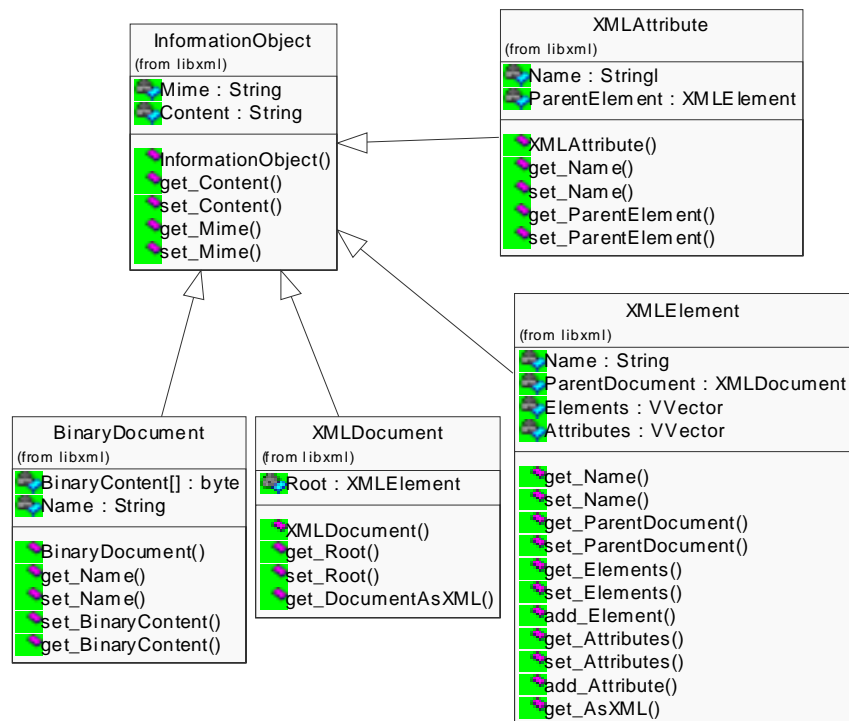 InformationObject
(from libxml)
Mime : String
Content : String
InformationObject()
get_Content()
set_Content()
get_Mime()
set_Mime()
XMLAttribute
(from libxml)
Name : Stringl
ParentElement : XMLElement
XMLAttribute()
get_Name()
set_Name()
get_ParentElement()
set_ParentElement()
XMLElement
(from libxml)
Name : String
ParentDocument : XMLDocument
Elements : VVector
Attributes : VVector
get_Name()
set_Name()
get_ParentDocument()
set_ParentDocument()
get_Elements()
set_Elements()
add_Element()
get_Attributes()
set_Attributes()
add_Attribute()
get_AsXML()
BinaryDocument
(from libxml)
BinaryContent[] : byte
Name : String
BinaryDocument()
get_Name()
set_Name()
set_BinaryContent()
get_BinaryContent()
XMLDocument
(from libxml)
Root : XMLElement
XMLDocument()
get_Root()
set_Root()
get_DocumentAsXML()